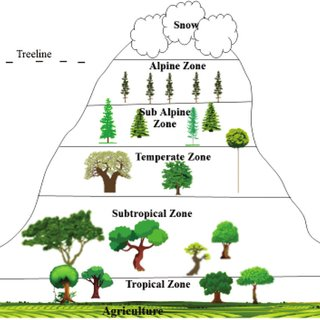 Snow
Treeline
Alpine Zone
Sub Alpine
Zone
Temperate Zone
Subtropical Zone
Tropical Zone
Agriculture